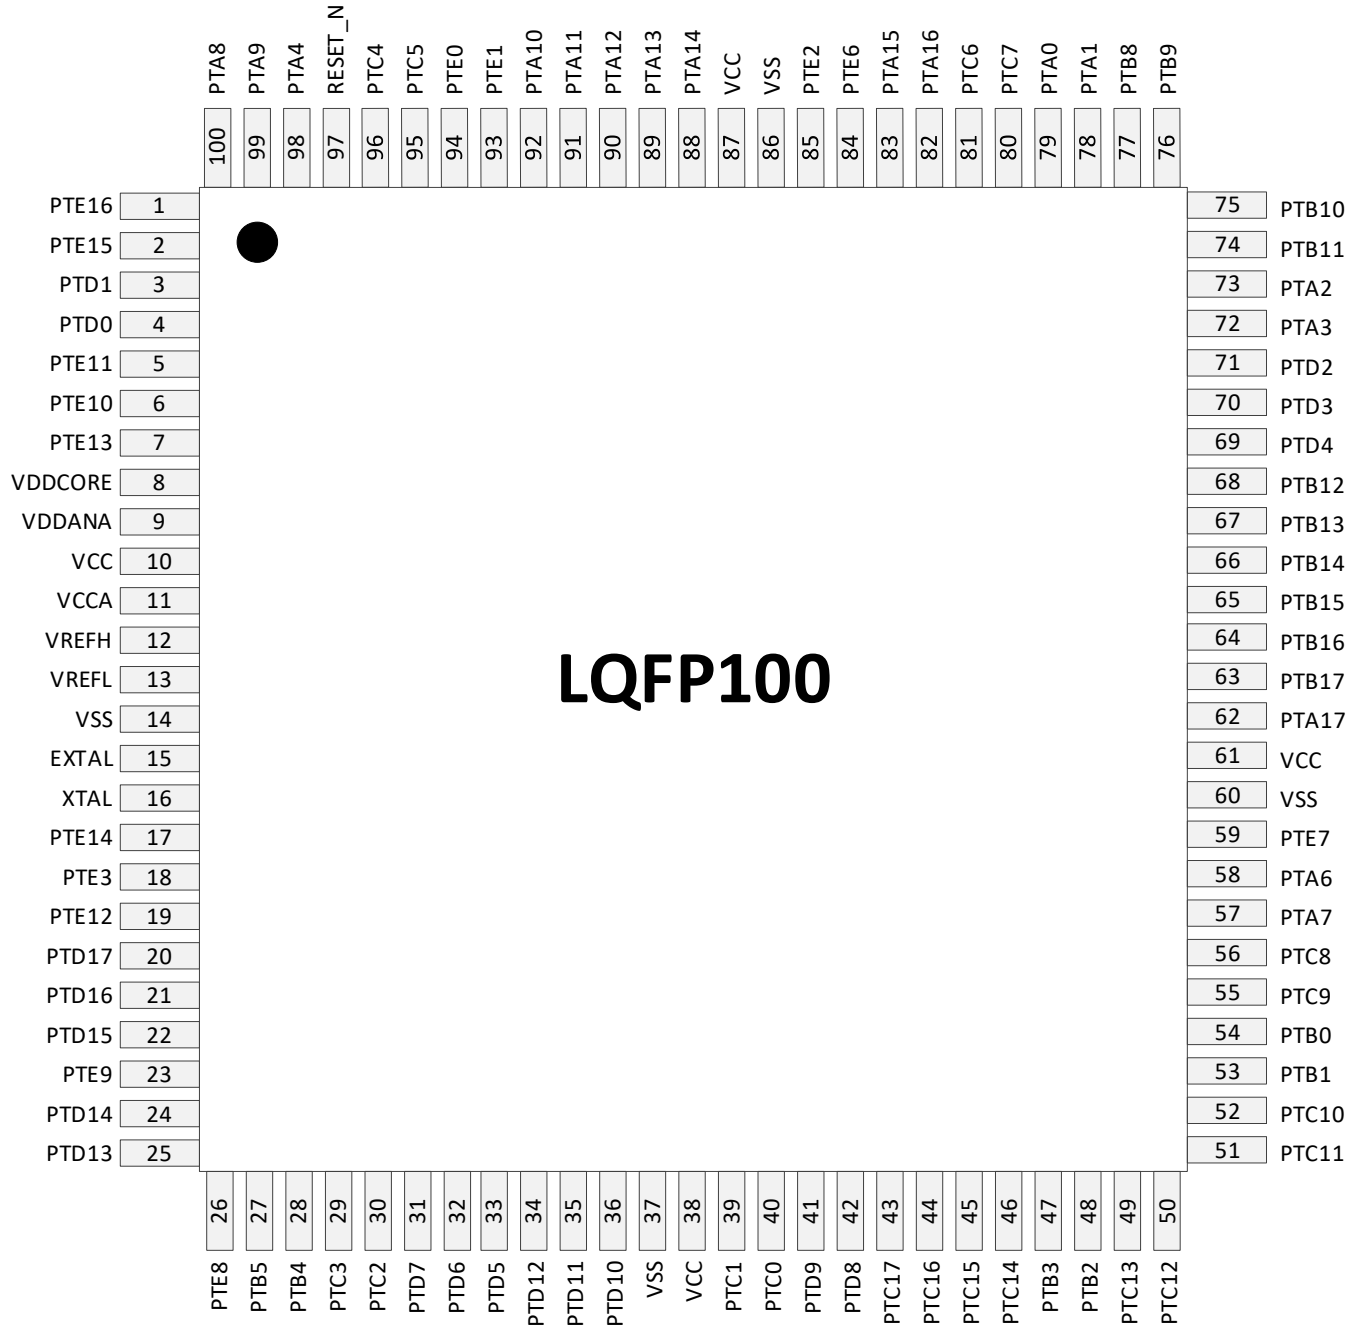 PTA8 PTA9 PTA4 RESET_N PTC4 PTC5 PTE0 PTE1 PTA10 PTA11 PTA12 PTA13 PTA14 VCC VSS PTE2 PTE6 PTA15 PTA16 PTC6 PTC7 PTA0 PTA1 PTB8 PTB9
100 99 98 97 96 95 94 93 92 91 90 89 88 87 86 85 84 83 82 81 80 79 78 77 76
PTE16 1 75 PTB10
PTE15 2 74 PTB11
PTD1 3 73 PTA2
PTD0 4 72 PTA3
PTE11 5 71 PTD2
PTE10 6 70 PTD3
PTE13 7 69 PTD4
VDDCORE 8 68 PTB12
VDDANA 9 67 PTB13
VCC 10 66 PTB14
VCCA 11 65 PTB15
VREFH 12 64 PTB16
VREFL 13 63 PTB17
LQFP100
VSS 14 62 PTA17
EXTAL 15 61 VCC
XTAL 16 60 VSS
PTE14 17 59 PTE7
PTE3 18 58 PTA6
PTE12 19 57 PTA7
PTD17 20 56 PTC8
PTD16 21 55 PTC9
PTD15 22 54 PTB0
PTE9 23 53 PTB1
PTD14 24 52 PTC10
PTD13 25 51 PTC11
26 27 28 29 30 31 32 33 34 35 36 37 38 39 40 41 42 43 44 45 46 47 48 49 50
PTE8 PTB5 PTB4 PTC3 PTC2 PTD7 PTD6 PTD5 PTD12 PTD11 PTD10 VSS VCC PTC1 PTC0 PTD9 PTD8 PTC17 PTC16 PTC15 PTC14 PTB3 PTB2 PTC13 PTC12